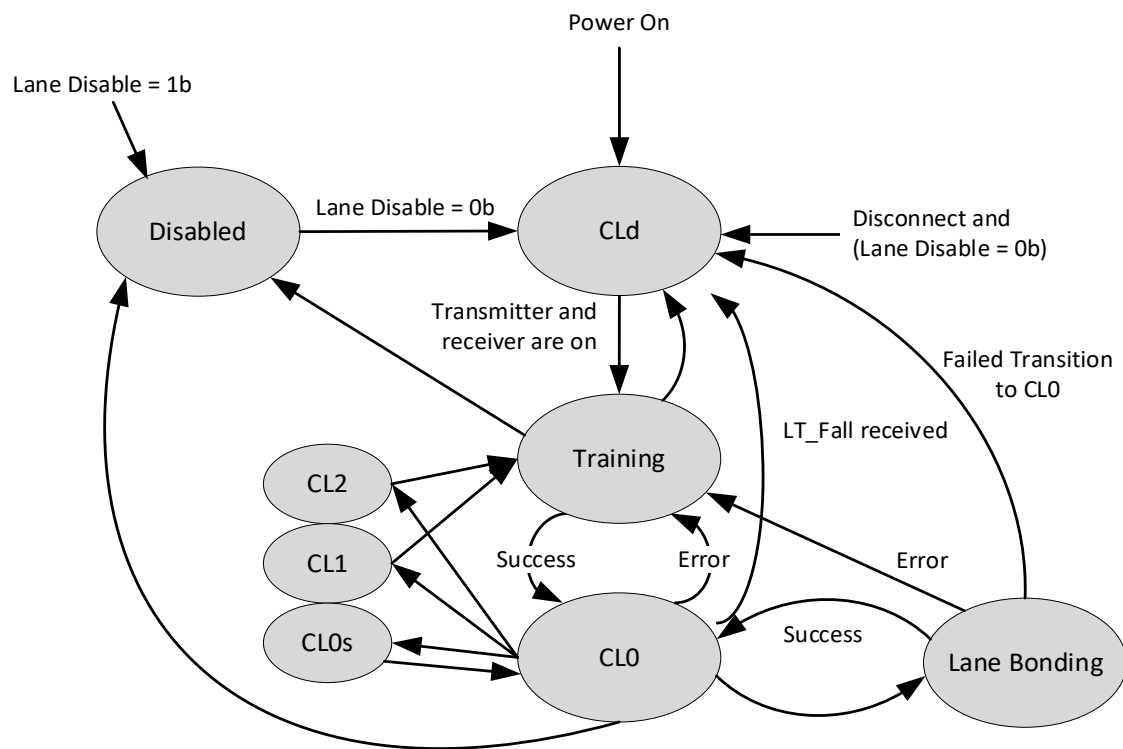 Power On
Lane Disable = 1b
Disabled
Lane Disable = 0b
CLd
Disconnect and
(Lane Disable = 0b)
Transmitter and
receiver are on
Failed Transition
to CL0
LT_Fall received
Training
CL2
CL1
CL0s
Success
Error
Error
CL0
Success
Lane Bonding